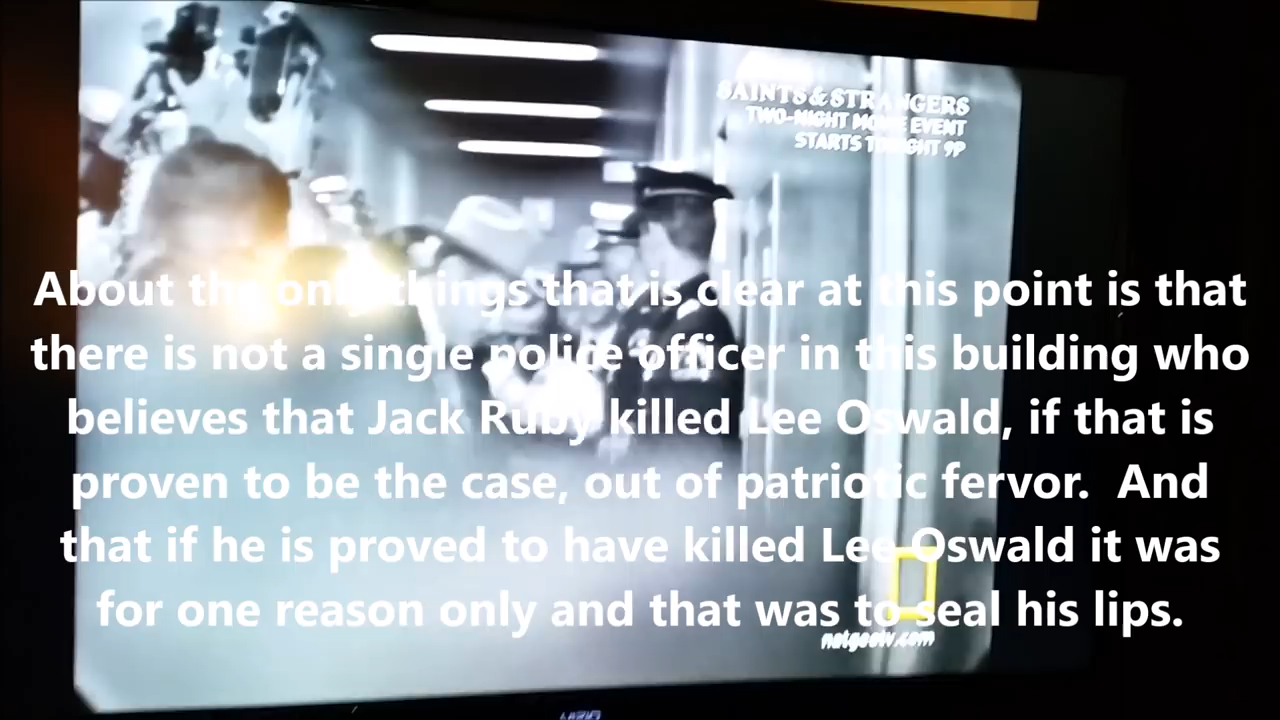 SAINTS & STRANGERS
TWO-NIGHT MOVIE EVENT
STARTS TONIGHT 9P
About the only things that is clear at this point is that
there is not a single police officer in this building who
believes that Jack Ruby killed Lee Oswald, if that is
proven to be the case, out of patriotic fervor.  And
that if he is proved to have killed Lee Oswald it was
for one reason only and that was to seal his lips.
natgeotv.com
VIZIO